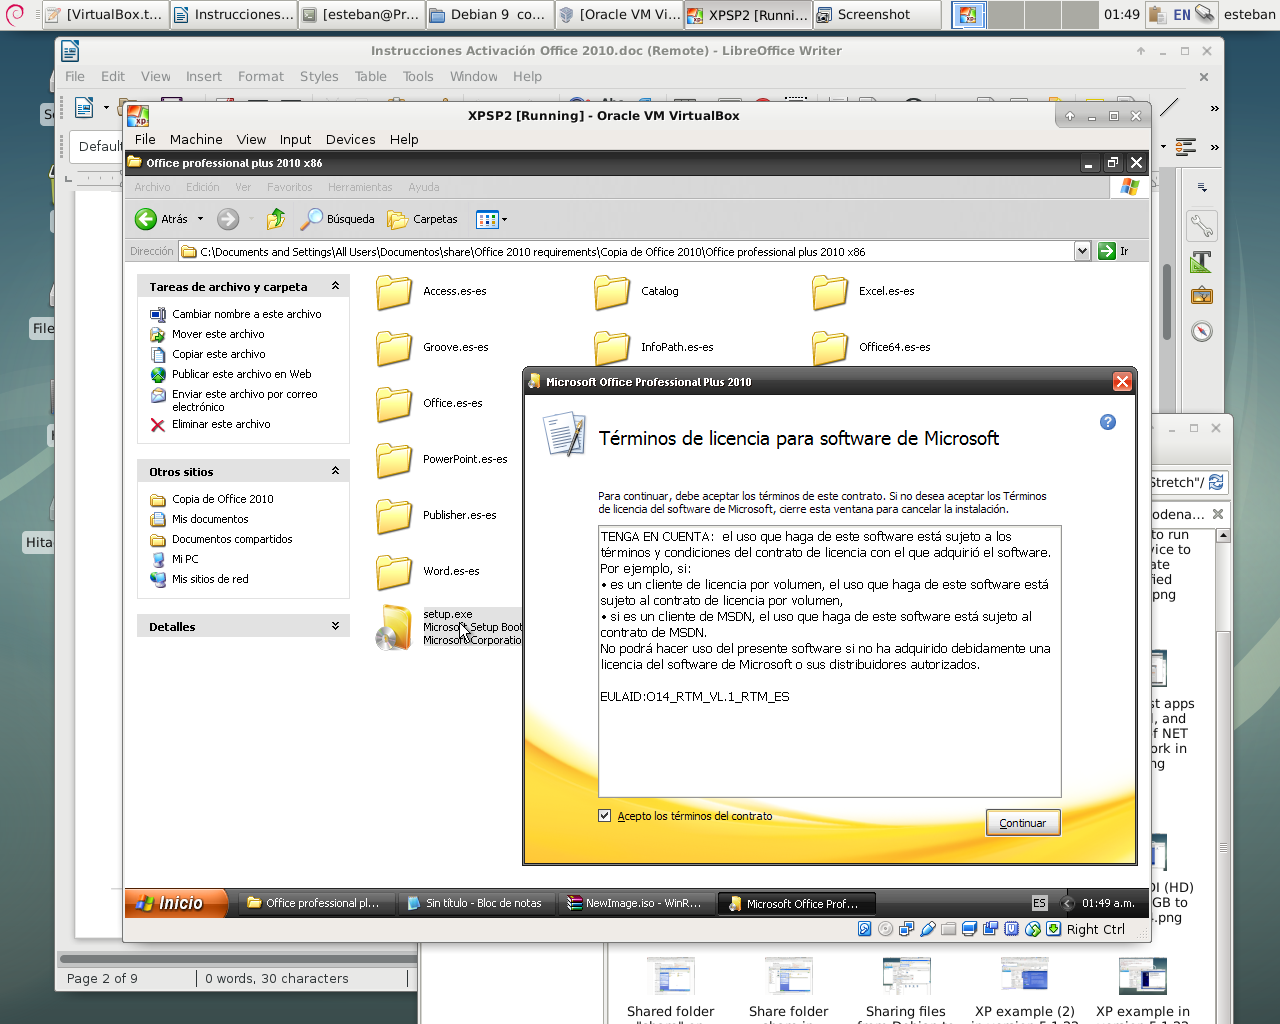 [VirtualBox.t...
Instrucciones...
[esteban@Pr...
Debian 9 co...
[Oracle VM Vi...
XPSP2 [Runni...
Screenshot
01:49
EN
esteban
Instrucciones Activación Office 2010.doc (Remote) - LibreOffice Writer
File Edit View Insert Format Styles Table Tools Window Help
XPSP2 [Running] - Oracle VM VirtualBox
File Machine View Input Devices Help
Office professional plus 2010 x86
Archivo Edición Ver Favoritos Herramientas Ayuda
Atrás Búsqueda Carpetas
Dirección C:\Documents and Settings\All Users\Documentos\share\Office 2010 requirements\Copia de Office 2010\Office professional plus 2010 x86 Ir
Tareas de archivo y carpeta
Cambiar nombre a este archivo
Mover este archivo
Copiar este archivo
Publicar este archivo en Web
Enviar este archivo por correo
electrónico
Eliminar este archivo
Otros sitios
Copia de Office 2010
Mis documentos
Documentos compartidos
Mi PC
Mis sitios de red
Detalles
Access.es-es
Catalog
Excel.es-es
Groove.es-es
InfoPath.es-es
Office64.es-es
Office.es-es
PowerPoint.es-es
Publisher.es-es
Word.es-es
setup.exe
Microsoft Setup Boot
Microsoft Corporatio
Microsoft Office Professional Plus 2010
Términos de licencia para software de Microsoft
Para continuar, debe aceptar los términos de este contrato. Si no desea aceptar los Términos
de licencia del software de Microsoft, cierre esta ventana para cancelar la instalación.
TENGA EN CUENTA: el uso que haga de este software está sujeto a los
términos y condiciones del contrato de licencia con el que adquirió el software.
Por ejemplo, si:
• es un cliente de licencia por volumen, el uso que haga de este software está
sujeto al contrato de licencia por volumen,
• si es un cliente de MSDN, el uso que haga de este software está sujeto al
contrato de MSDN.
No podrá hacer uso del presente software si no ha adquirido debidamente una
licencia del software de Microsoft o sus distribuidores autorizados.
EULAID:O14_RTM_VL.1_RTM_ES
Acepto los términos del contrato
Continuar
Inicio
Office professional pl...
Sin título - Bloc de notas
NewImage.iso - WinR...
Microsoft Office Prof...
ES
01:49 a.m.
Right Ctrl
Default
File
Hita
Stretch"/
odena...
to run
vice to
ate
fied
png
st apps
l, and
f NET
ork in
ng
DI (HD)
GB to
.png
Page 2 of 9
0 words, 30 characters
Shared folder
Share folder
Sharing files
XP example (2)
XP example in